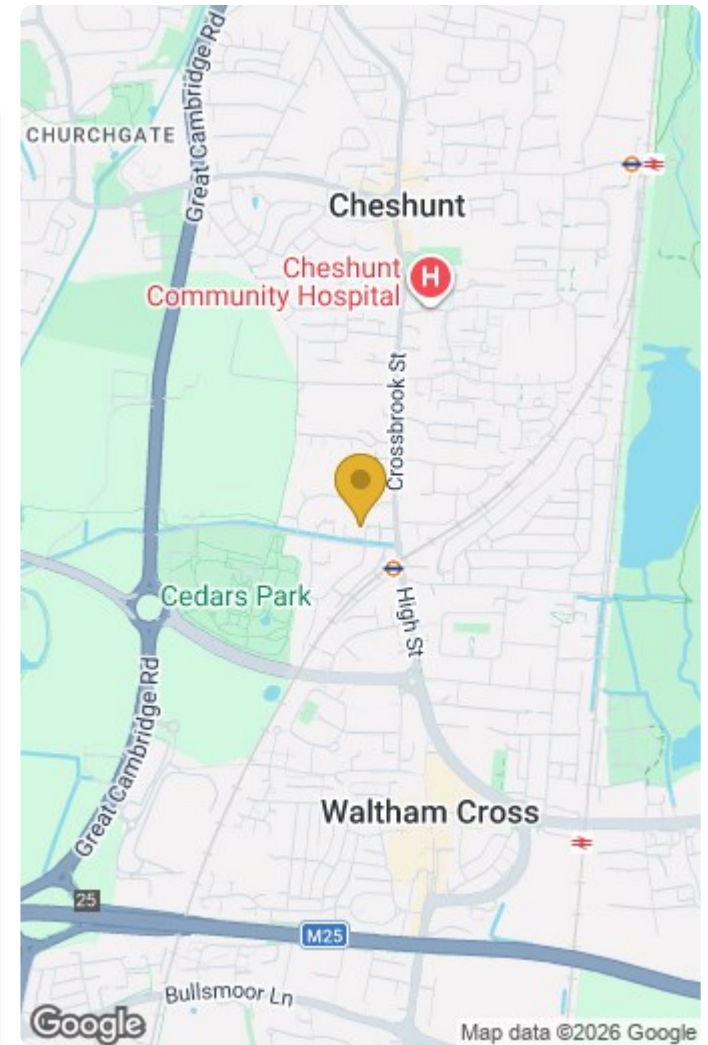 Great Cambridge Rd
CHURCHGATE
Cheshunt
H
Cheshunt
Community Hospital
Crossbrook St
Cedars Park
High St
Great Cambridge Rd
Waltham Cross
25
M25
Bullsmoor Ln
Google
Map data ©2026 Google